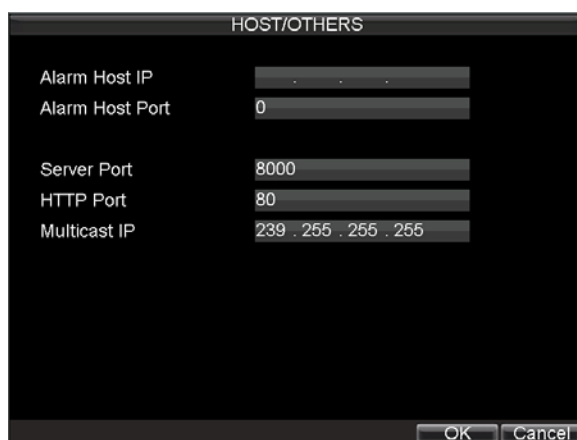 HOST/OTHERS
Alarm Host IP . . .
Alarm Host Port 0
Server Port 8000
HTTP Port 80
Multicast IP 239 . 255 . 255 . 255
OK Cancel